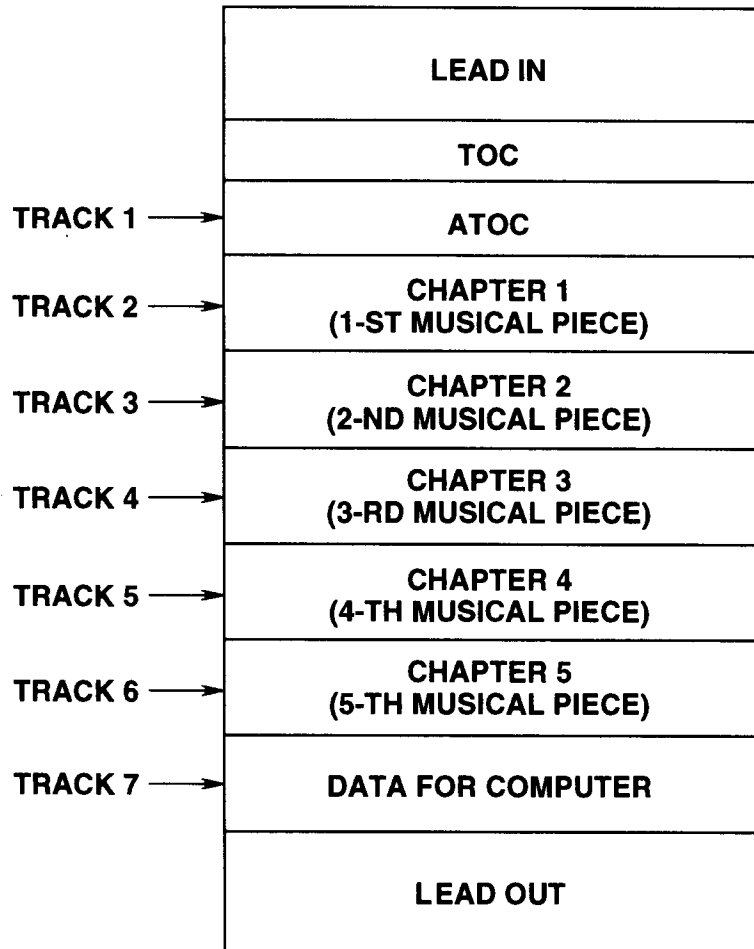 LEAD IN
TOC
TRACK 1
ATOC
TRACK 2
CHAPTER 1
(1-ST MUSICAL PIECE)
TRACK 3
CHAPTER 2
(2-ND MUSICAL PIECE)
TRACK 4
CHAPTER 3
(3-RD MUSICAL PIECE)
TRACK 5
CHAPTER 4
(4-TH MUSICAL PIECE)
TRACK 6
CHAPTER 5
(5-TH MUSICAL PIECE)
TRACK 7
DATA FOR COMPUTER
LEAD OUT